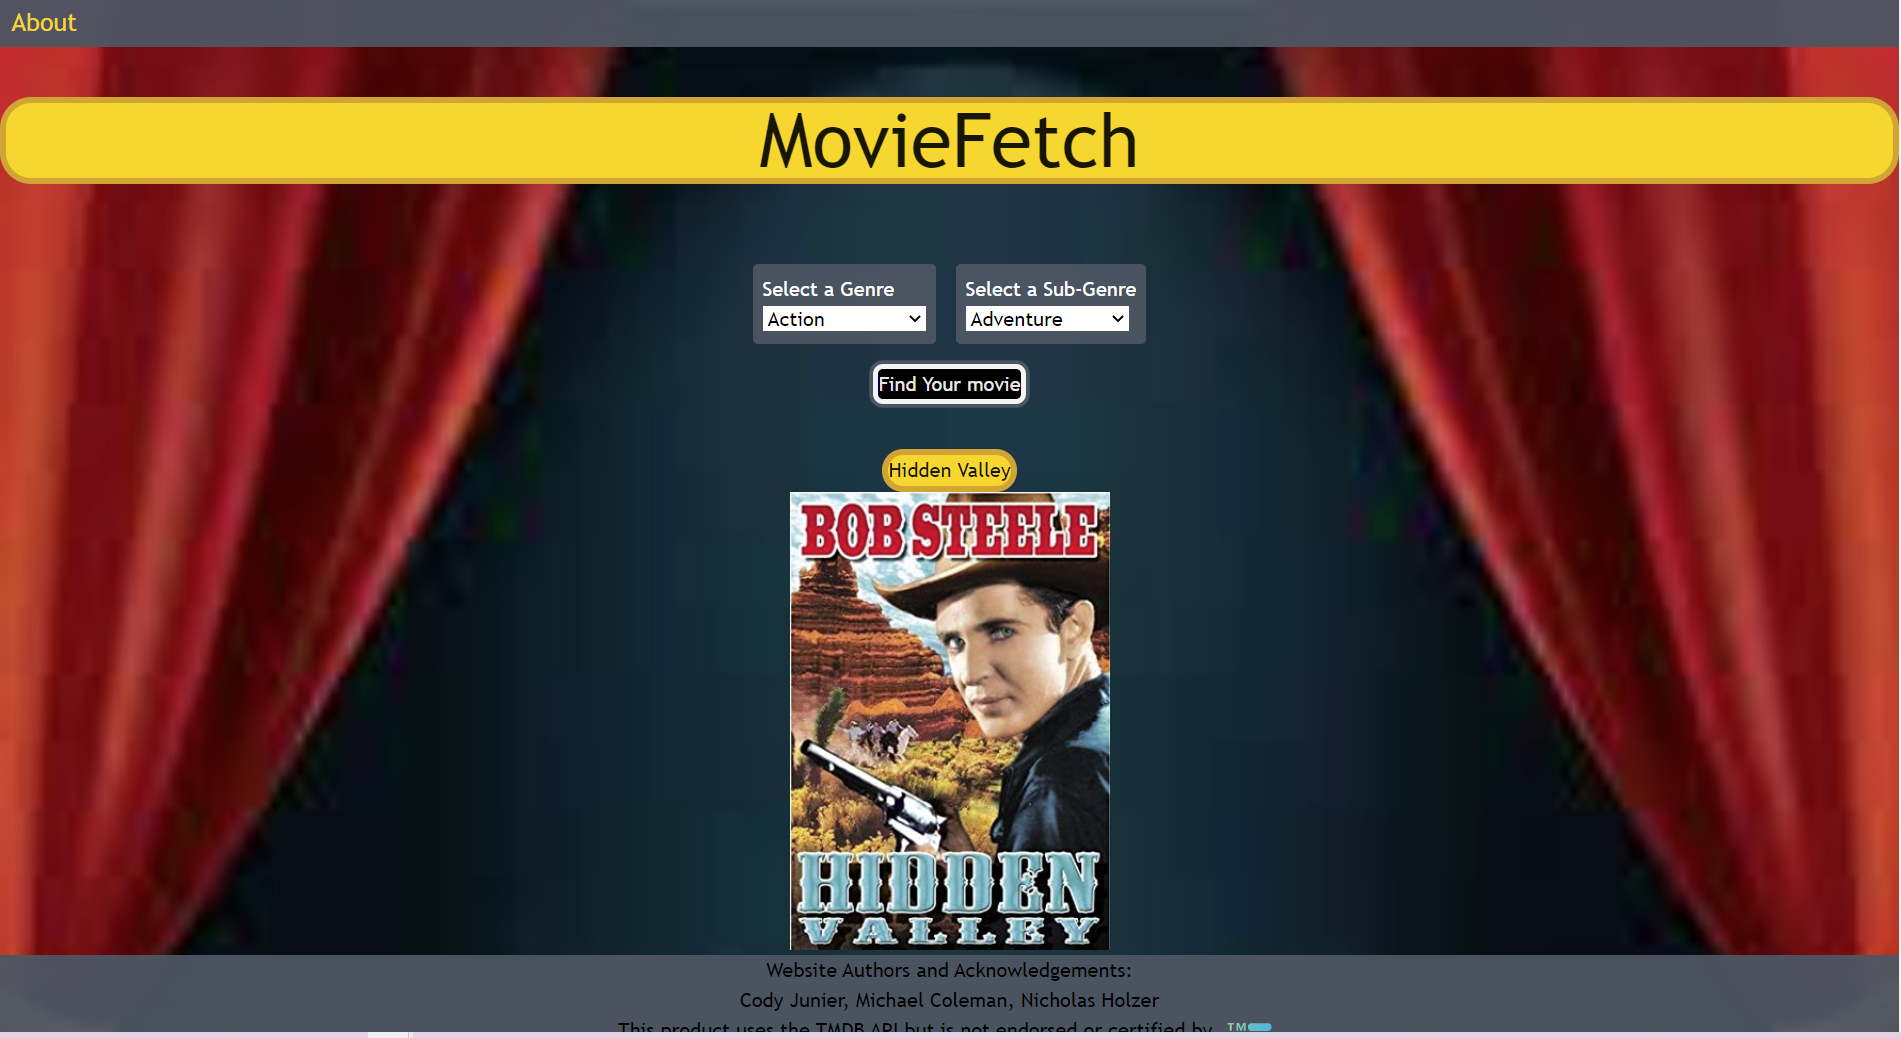 About
MovieFetch
Select a Genre
Select a Sub-Genre
Action
Adventure
Find Your movie
Hidden Valley
BOB STEELE
HIDDEN
VALLEY
Website Authors and Acknowledgements:
Cody Junier, Michael Coleman, Nicholas Holzer
This product uses the TMDB API but is not endorsed or certified by
TM